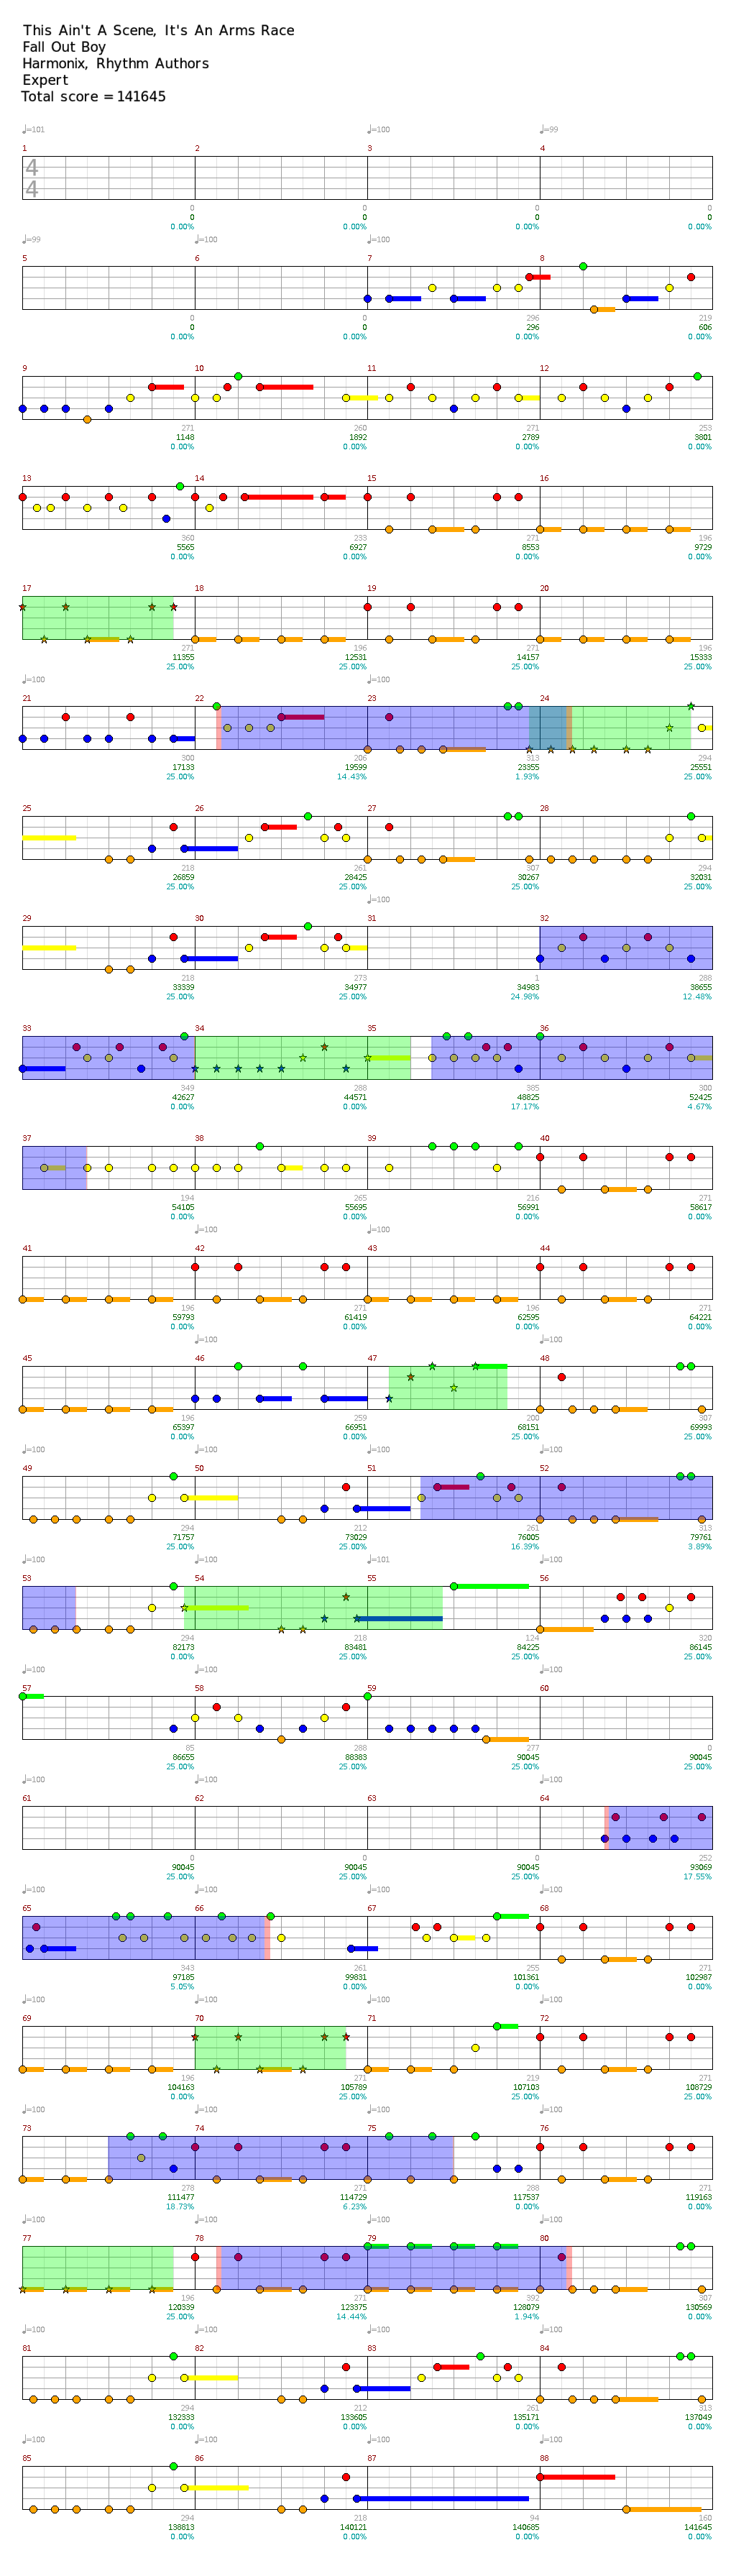 This Ain't A Scene, It's An Arms Race
Fall Out Boy
Harmonix, Rhythm Authors
Expert
Total score = 141645
♩=101 ♩=100 ♩=99
1 2 3 4
4
4
0 0 0 0
0 0 0 0
0.00% 0.00% 0.00% 0.00%
♩=99 ♩=100
5 6 7 8
296 219
0 0 296 606
0.00% 0.00% 0.00% 0.00%
9 10 11 12
271 260 271 253
1148 1892 2789 3801
0.00% 0.00% 0.00% 0.00%
13 14 15 16
360 233 271 196
5565 6927 8553 9729
0.00% 0.00% 0.00% 0.00%
17 18 19 20
271 196 271 196
11355 12531 14157 15333
25.00% 25.00% 25.00% 25.00%
♩=100 ♩=100
21 22 23 24
300 206 313 294
17133 19599 23355 25551
25.00% 14.43% 1.93% 25.00%
25 26 27 28
218 261 307 294
26859 28425 30267 32031
25.00% 25.00% 25.00% 25.00%
♩=100
29 30 31 32
218 273 1 288
33339 34977 34983 38655
25.00% 25.00% 24.98% 12.48%
33 34 35 36
349 288 385 300
42627 44571 48825 52425
0.00% 0.00% 17.17% 4.67%
37 38 39 40
194 265 216 271
54105 55695 56991 58617
0.00% 0.00% 0.00% 0.00%
♩=100 ♩=100
41 42 43 44
196 271 196 271
59793 61419 62595 64221
0.00% 0.00% 0.00% 0.00%
♩=100 ♩=100
45 46 47 48
196 259 200 307
65397 66951 68151 69993
0.00% 0.00% 25.00% 25.00%
♩=100 ♩=100 ♩=100 ♩=100
49 50 51 52
294 212 261 313
71757 73029 76005 79761
25.00% 25.00% 16.39% 3.89%
♩=100 ♩=100 ♩=101 ♩=100
53 54 55 56
294 218 124 320
82173 83481 84225 86145
0.00% 25.00% 25.00% 25.00%
♩=100 ♩=100 ♩=100 ♩=100
57 58 59 60
85 288 277 0
86655 88383 90045 90045
25.00% 25.00% 25.00% 25.00%
♩=100 ♩=100 ♩=100
61 62 63 64
0 0 0 252
90045 90045 90045 93069
25.00% 25.00% 25.00% 17.55%
♩=100 ♩=100 ♩=100 ♩=100
65 66 67 68
343 261 255 271
97185 99831 101361 102987
5.05% 0.00% 0.00% 0.00%
♩=100 ♩=100 ♩=100 ♩=100
69 70 71 72
196 271 219 271
104163 105789 107103 108729
0.00% 25.00% 25.00% 25.00%
♩=100 ♩=100 ♩=100 ♩=100
73 74 75 76
278 271 288 271
111477 114729 117537 119163
18.73% 6.23% 0.00% 0.00%
♩=100 ♩=100 ♩=100 ♩=100
77 78 79 80
196 271 392 307
120339 123375 128079 130569
25.00% 14.44% 1.94% 0.00%
♩=100 ♩=100 ♩=100 ♩=100
81 82 83 84
294 212 261 313
132333 133605 135171 137049
0.00% 0.00% 0.00% 0.00%
♩=100 ♩=100 ♩=100 ♩=100
85 86 87 88
294 218 94 160
138813 140121 140685 141645
0.00% 0.00% 0.00% 0.00%